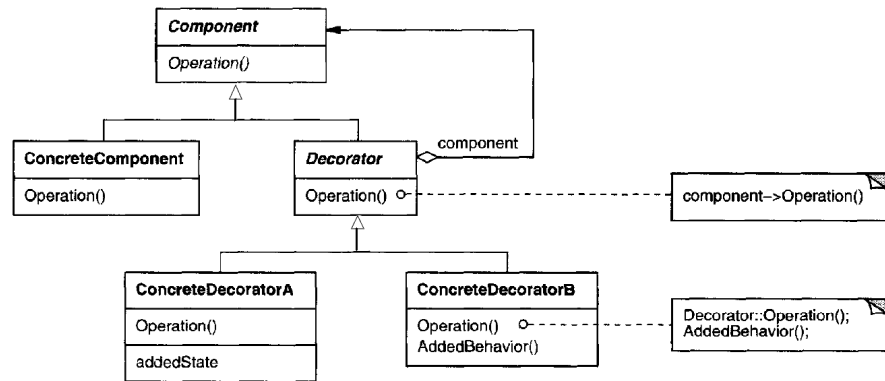 Component
Operation()
component
ConcreteComponent
Operation()
Decorator
Operation()
component–>Operation()
ConcreteDecoratorA
Operation()
addedState
ConcreteDecoratorB
Operation()
AddedBehavior()
Decorator::Operation();
AddedBehavior();